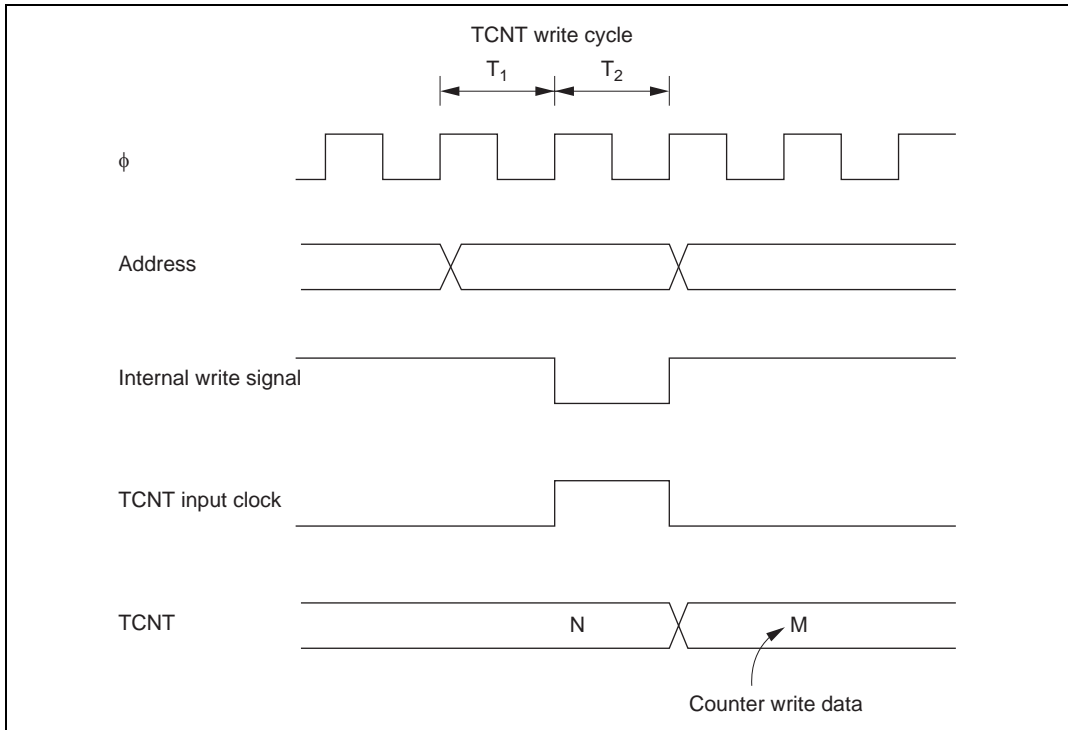 TCNT write cycle
T1 T2
ϕ
Address
Internal write signal
TCNT input clock
TCNT N M
Counter write data